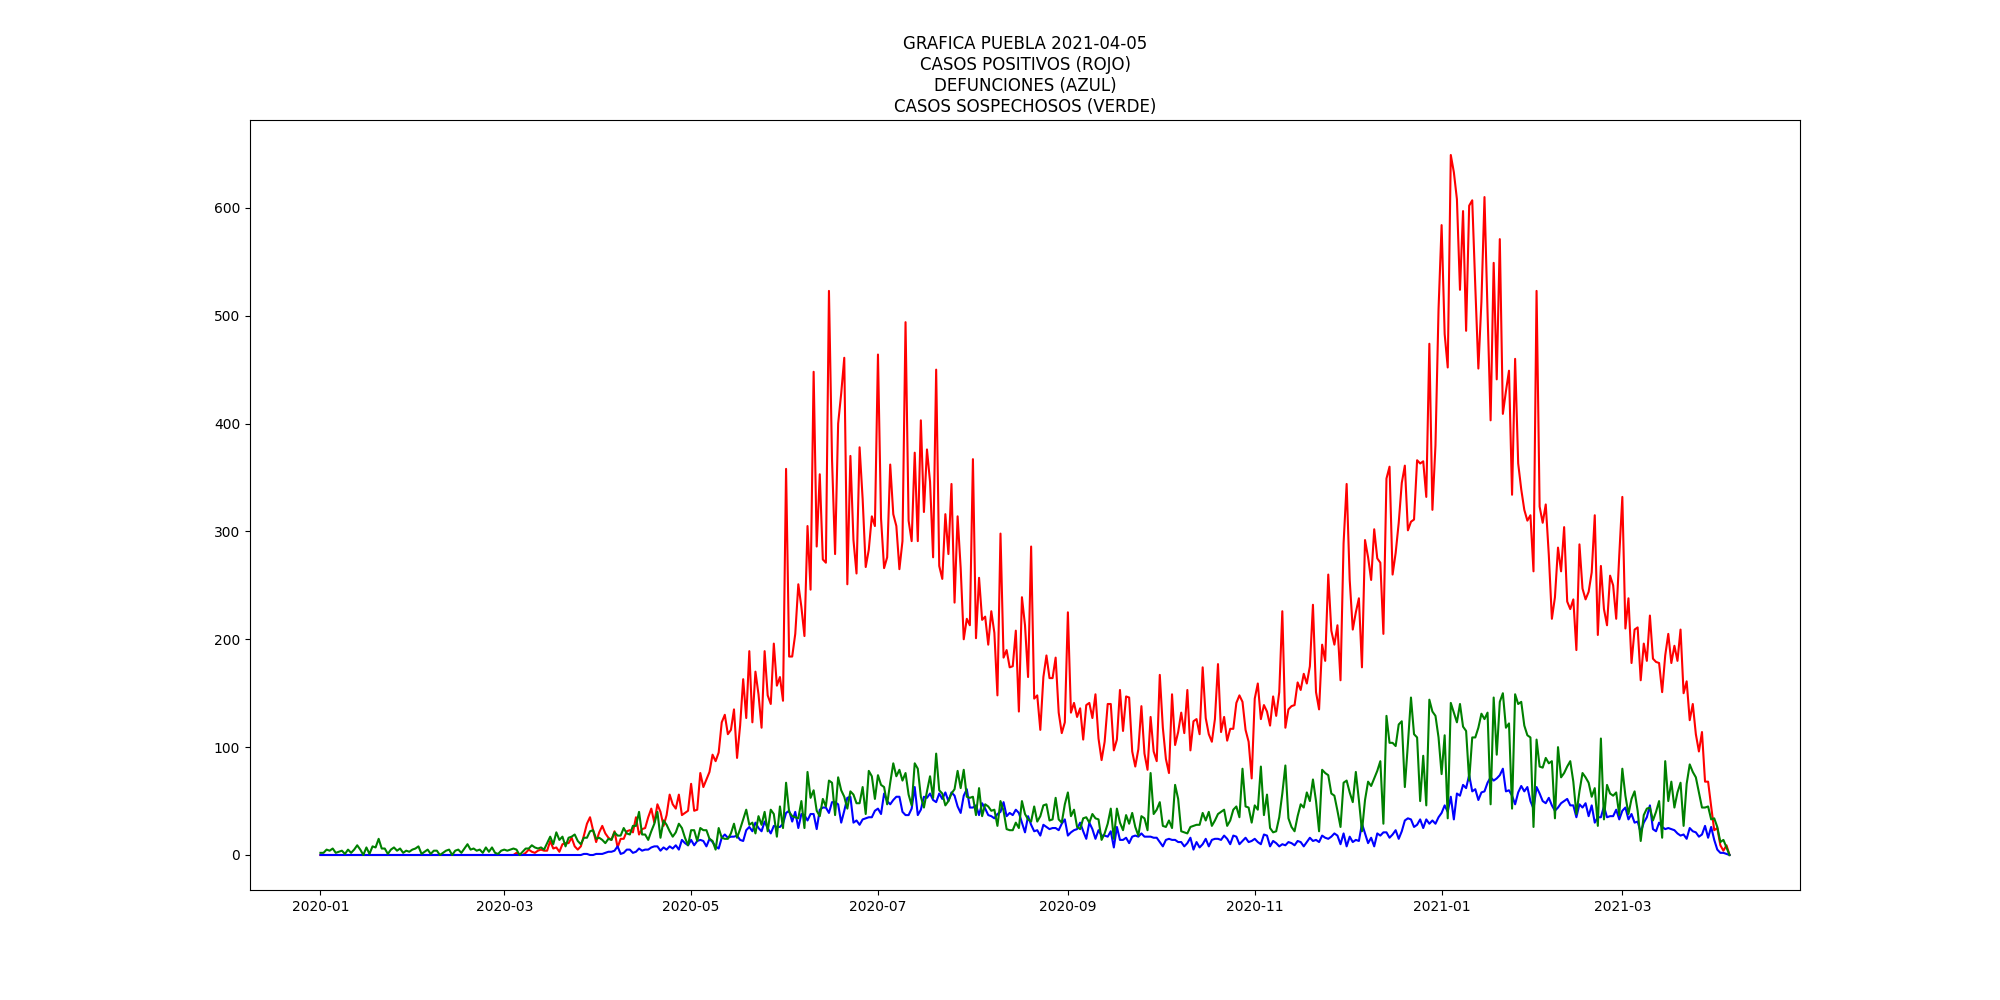 GRAFICA PUEBLA 2021-04-05
CASOS POSITIVOS (ROJO)
DEFUNCIONES (AZUL)
CASOS SOSPECHOSOS (VERDE)
600
500
400
300
200
100
0
2020-01 2020-03 2020-05 2020-07 2020-09 2020-11 2021-01 2021-03